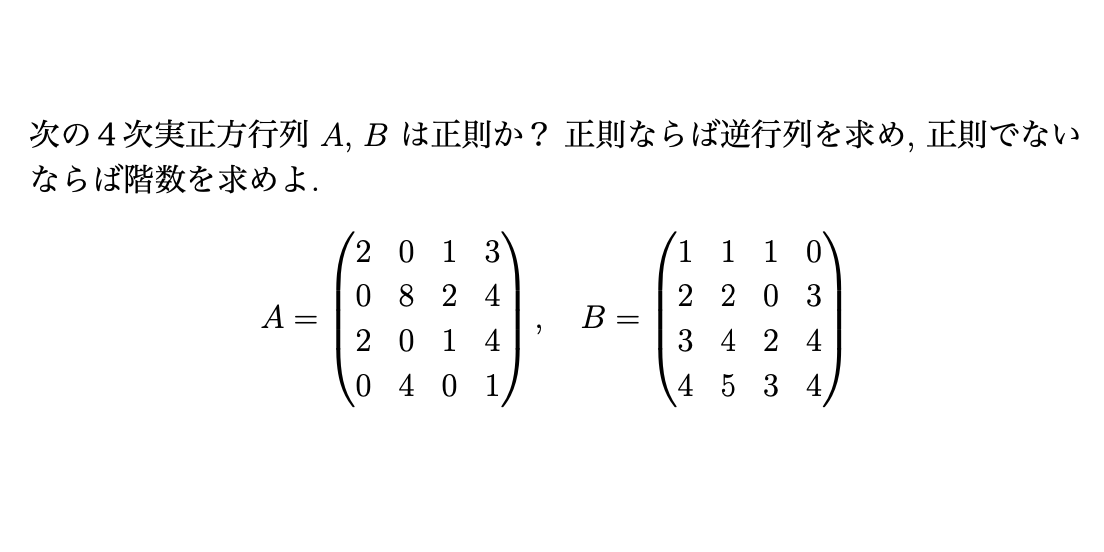 次の４次実正方行列 A, B は正則か？ 正則ならば逆行列を求め, 正則でない
ならば階数を求めよ.
A = \begin{pmatrix} 2 & 0 & 1 & 3 \\ 0 & 8 & 2 & 4 \\ 2 & 0 & 1 & 4 \\ 0 & 4 & 0 & 1 \end{pmatrix}, B = \begin{pmatrix} 1 & 1 & 1 & 0 \\ 2 & 2 & 0 & 3 \\ 3 & 4 & 2 & 4 \\ 4 & 5 & 3 & 4 \end{pmatrix}